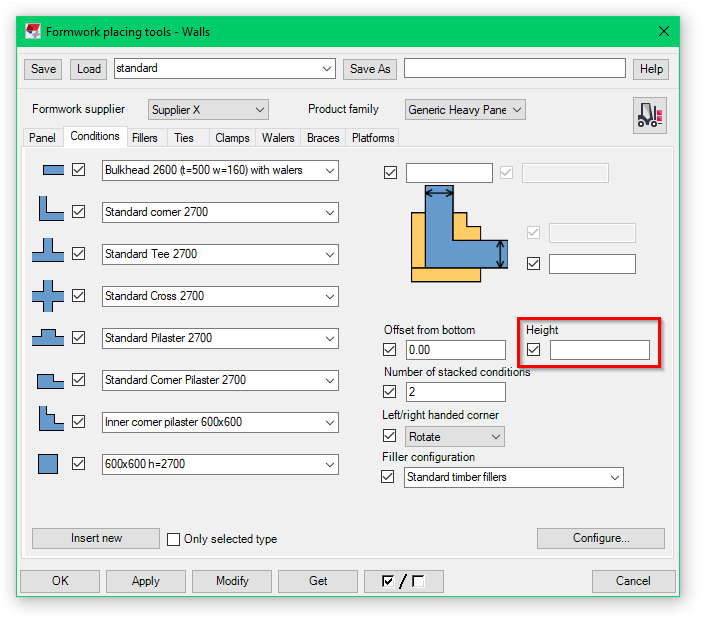 Formwork placing tools - Walls
Save Load standard Save As Help
Formwork supplier Supplier X Product family Generic Heavy Pane
Panel Conditions Fillers Ties Clamps Walers Braces Platforms
Bulkhead 2600 (t=500 w=160) with walers
Standard corner 2700
Standard Tee 2700
Standard Cross 2700
Standard Pilaster 2700
Standard Corner Pilaster 2700
Inner corner pilaster 600x600
600x600 h=2700
Offset from bottom Height
0.00
Number of stacked conditions
2
Left/right handed corner
Rotate
Filler configuration
Standard timber fillers
Insert new Only selected type Configure...
OK Apply Modify Get / Cancel